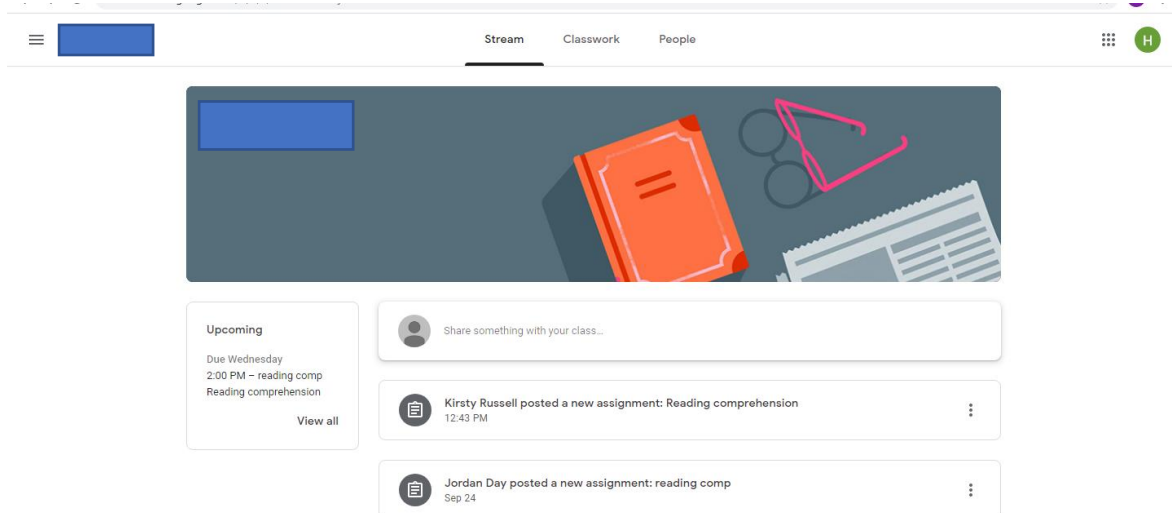 Stream Classwork People
H
Upcoming
Due Wednesday
2:00 PM – reading comp
Reading comprehension
View all
Share something with your class...
Kirsty Russell posted a new assignment: Reading comprehension
12:43 PM
Jordan Day posted a new assignment: reading comp
Sep 24